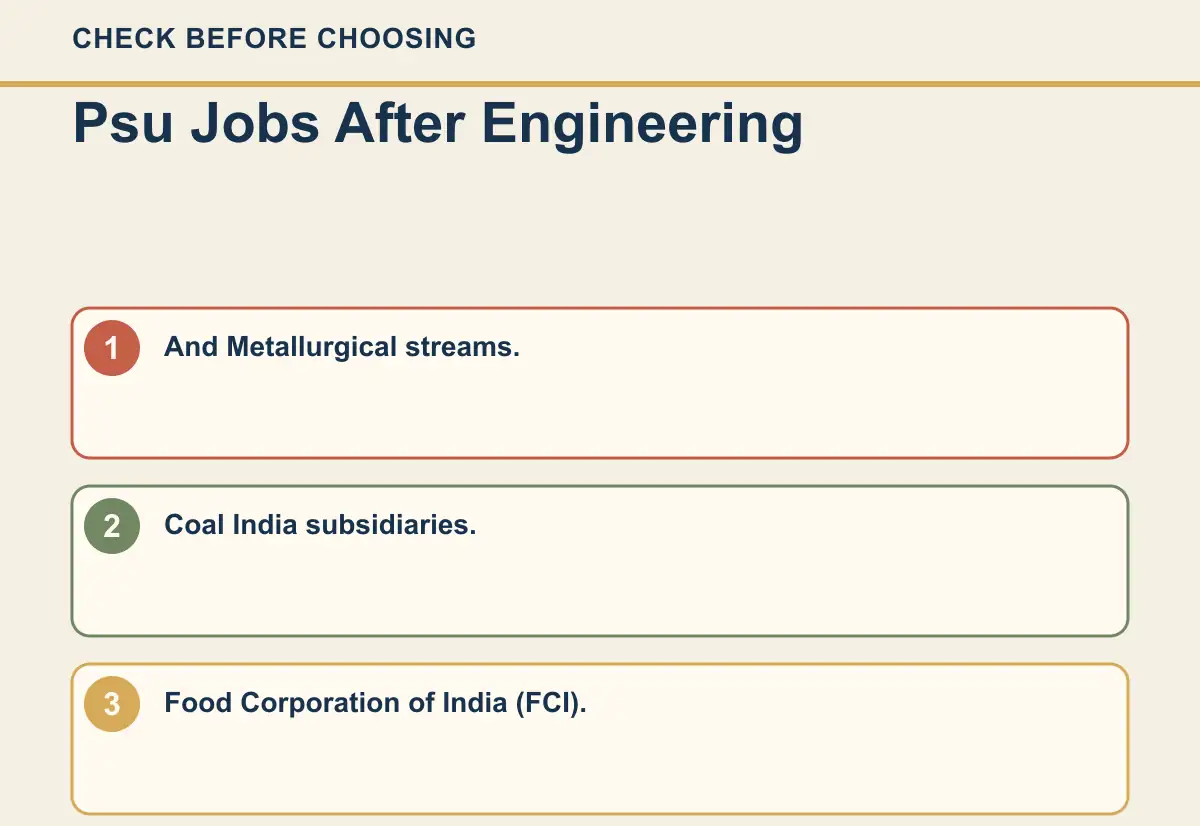 CHECK BEFORE CHOOSING
Psu Jobs After Engineering
1 And Metallurgical streams.
2 Coal India subsidiaries.
3 Food Corporation of India (FCI).